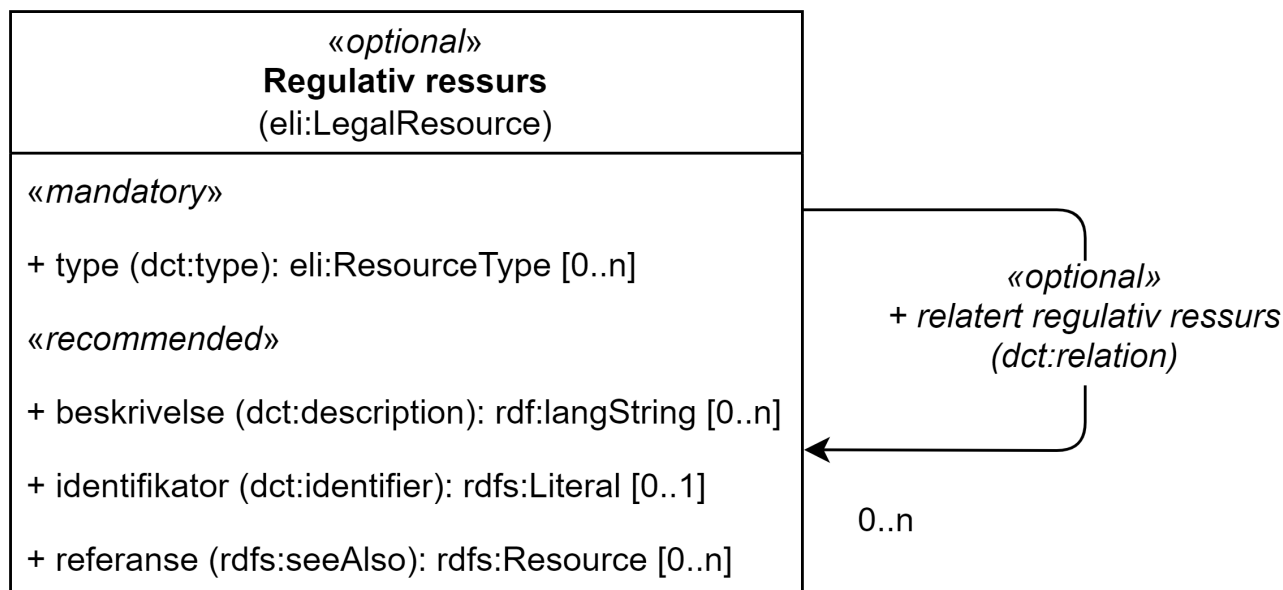 «optional»
Regulativ ressurs
(eli:LegalResource)
«mandatory»
+ type (dct:type): eli:ResourceType [0..n]
«recommended»
+ beskrivelse (dct:description): rdf:langString [0..n]
+ identifikator (dct:identifier): rdfs:Literal [0..1]
+ referanse (rdfs:seeAlso): rdfs:Resource [0..n]
«optional»
+ relatert regulativ ressurs
(dct:relation)
0..n